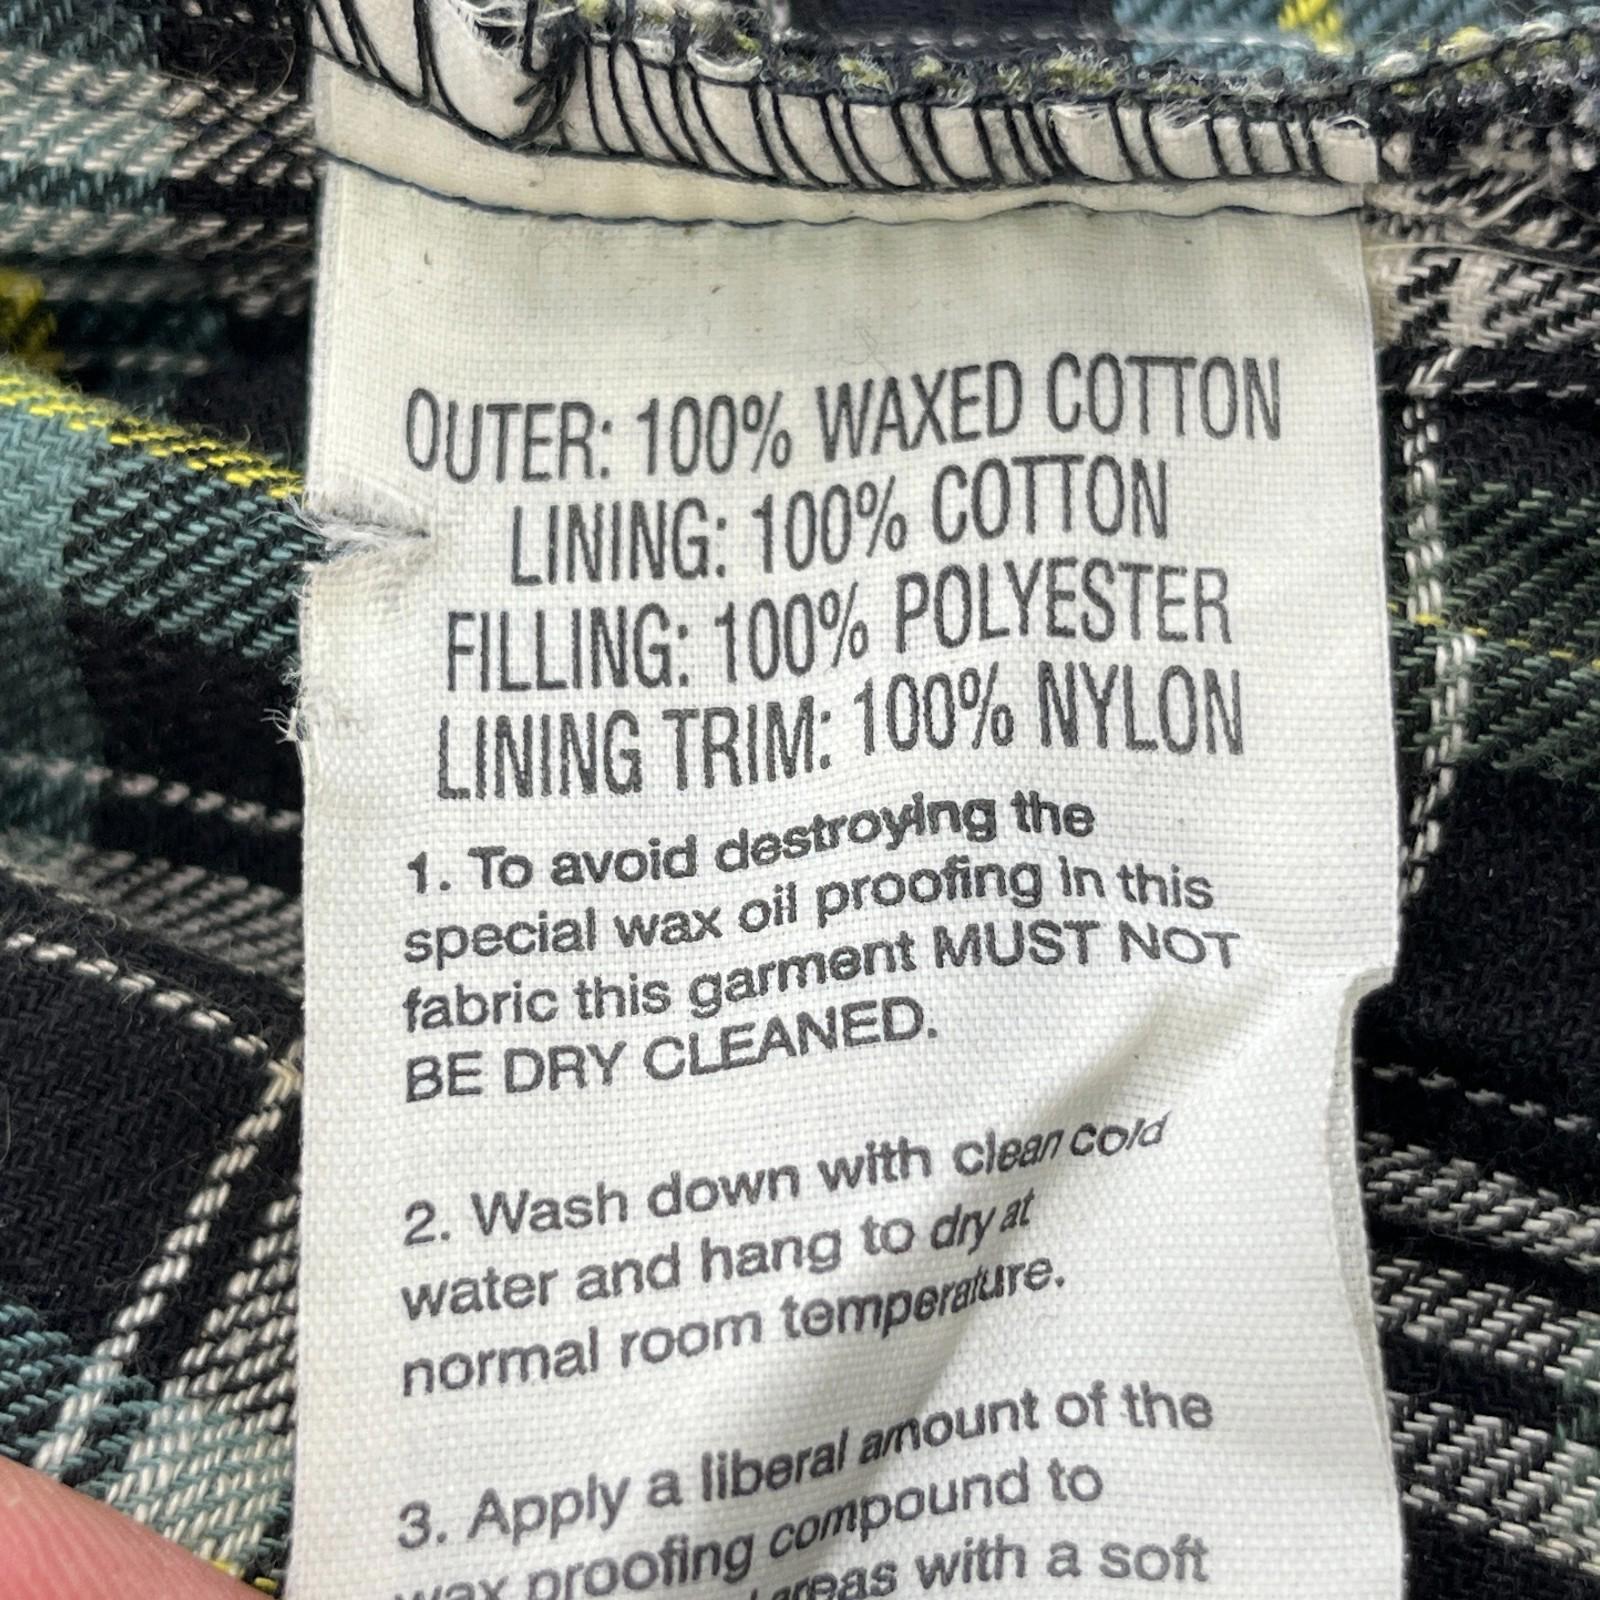 OUTER: 100% WAXED COTTON
LINING: 100% COTTON
FILLING: 100% POLYESTER
LINING TRIM: 100% NYLON
1. To avoid destroying the
special wax oil proofing in this
fabric this garment MUST NOT
BE DRY CLEANED.
2. Wash down with clean cold
water and hang to dry at
normal room temperature.
3. Apply a liberal amount of the
wax proofing compound to
areas with a soft